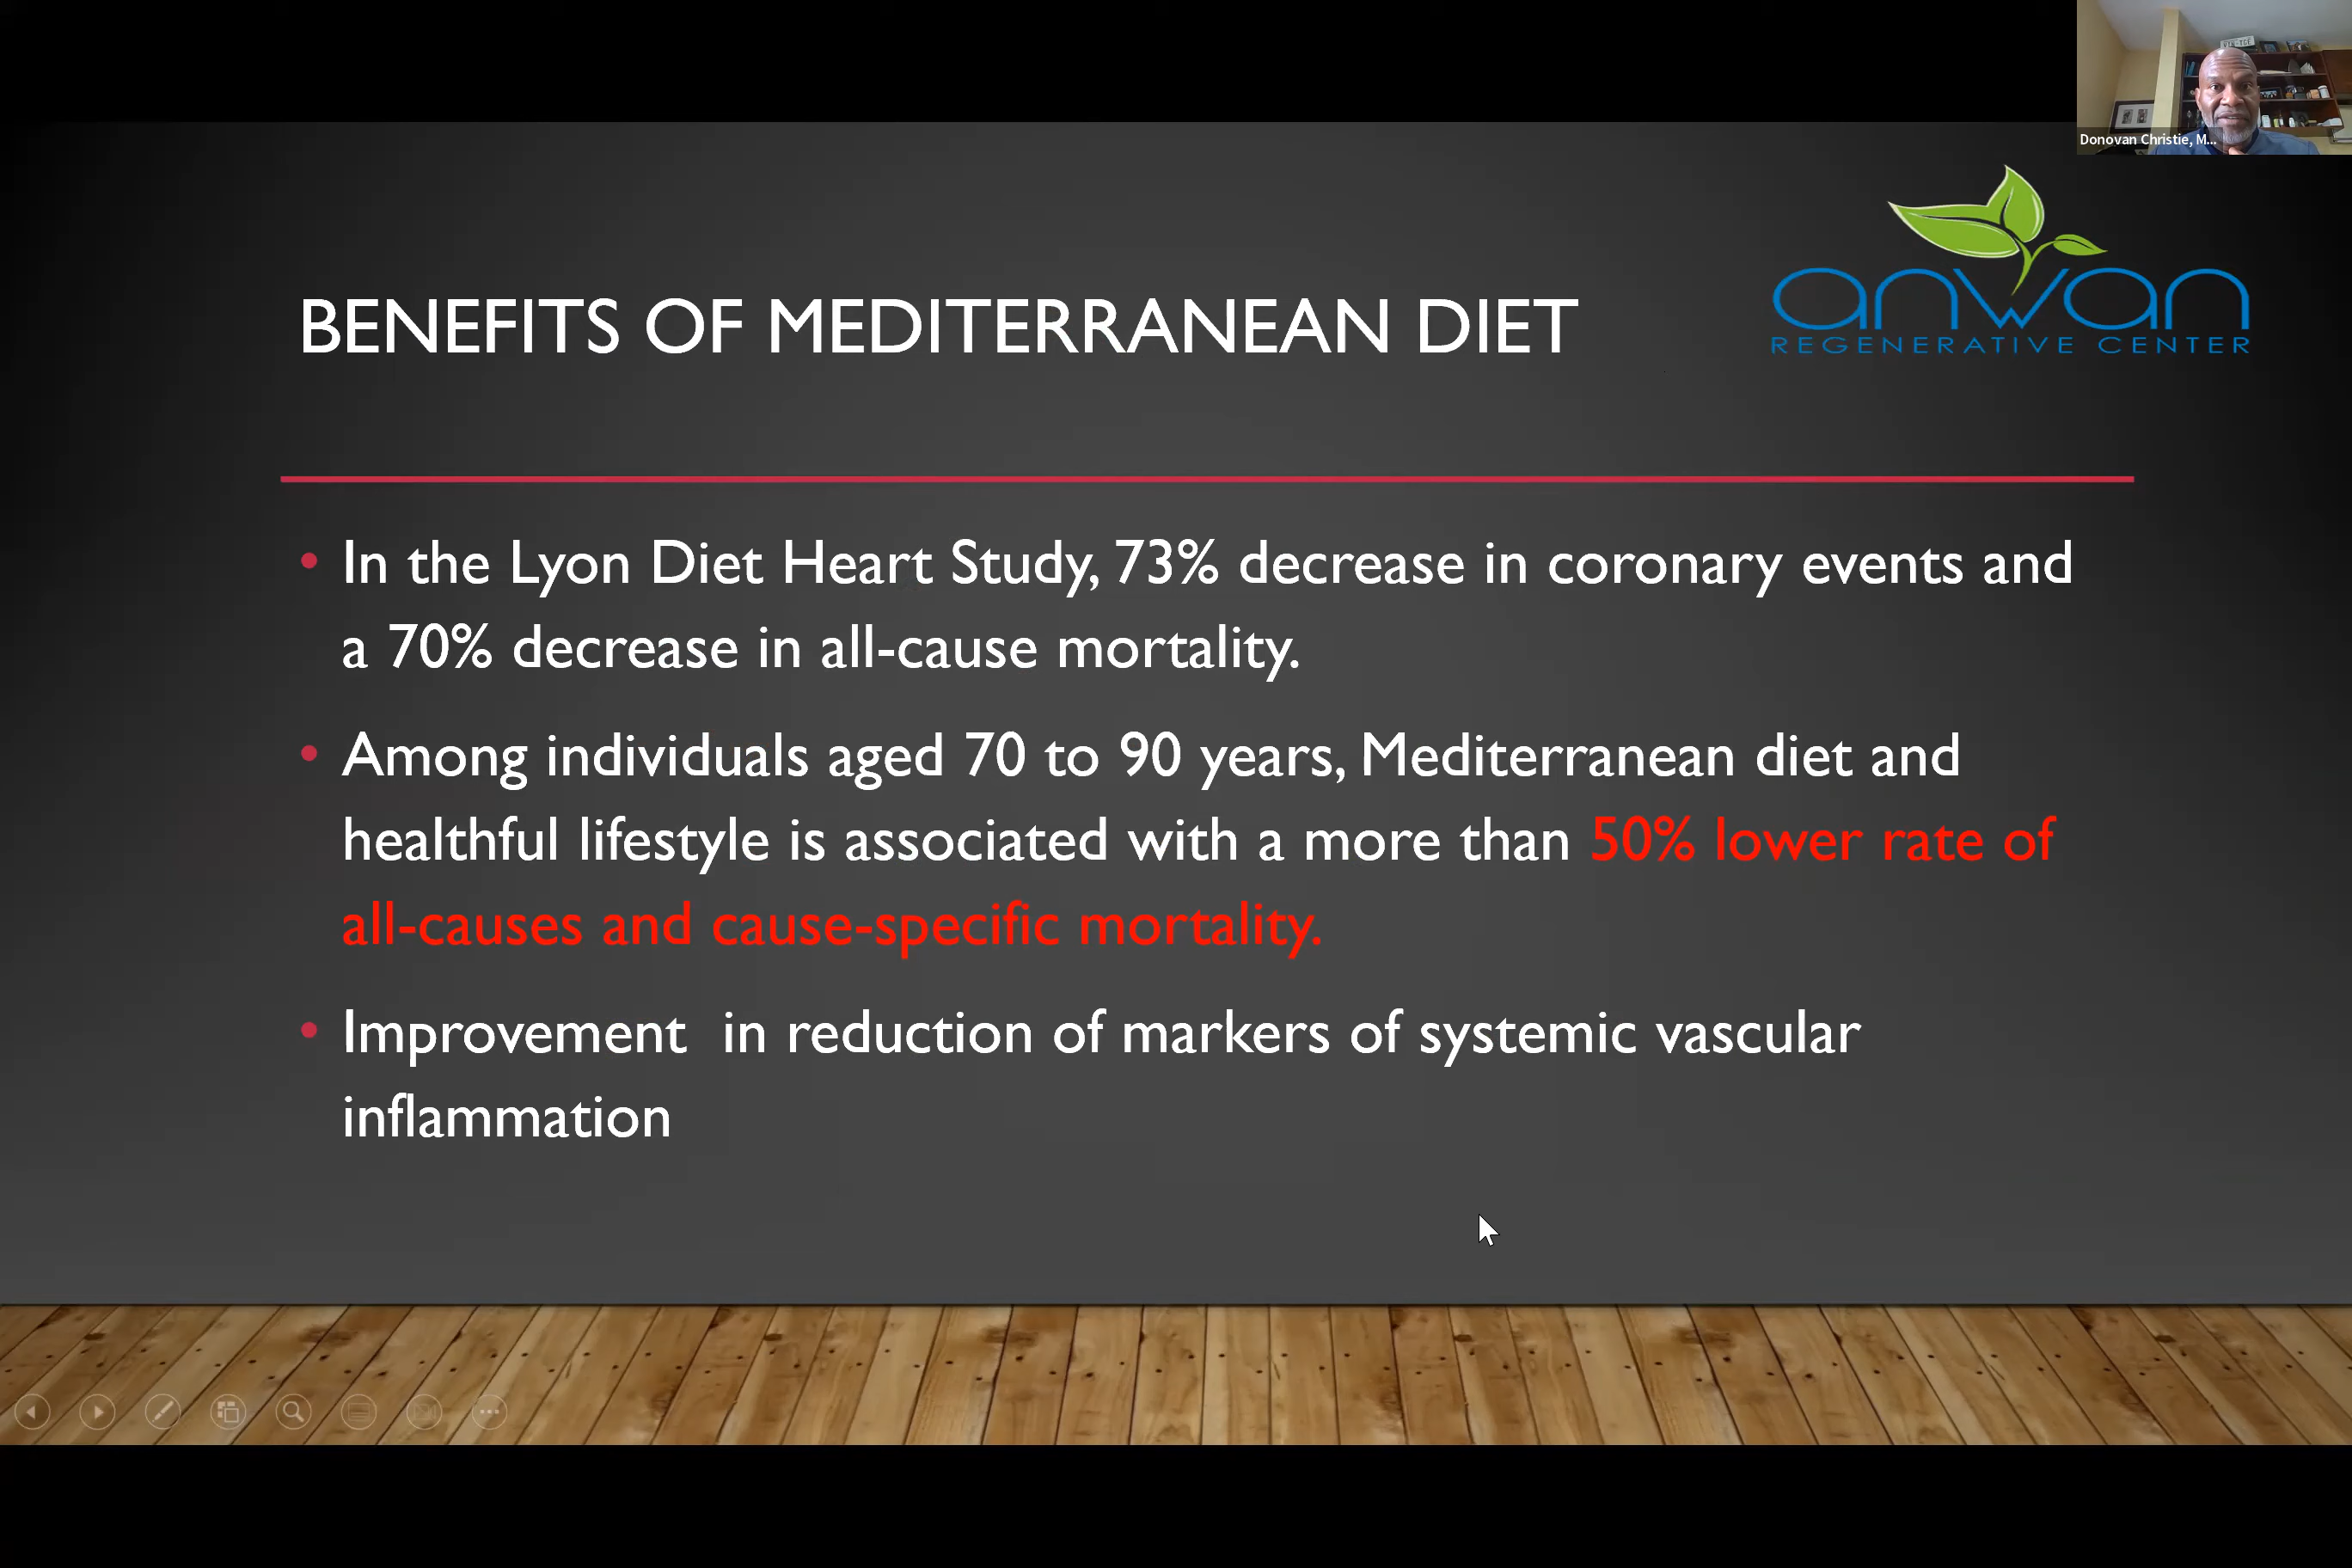 Donovan Christie, M...
anwan
REGENERATIVE CENTER
BENEFITS OF MEDITERRANEAN DIET
• In the Lyon Diet Heart Study, 73% decrease in coronary events and
a 70% decrease in all-cause mortality.
• Among individuals aged 70 to 90 years, Mediterranean diet and
healthful lifestyle is associated with a more than 50% lower rate of
all-causes and cause-specific mortality.
• Improvement  in reduction of markers of systemic vascular
inflammation